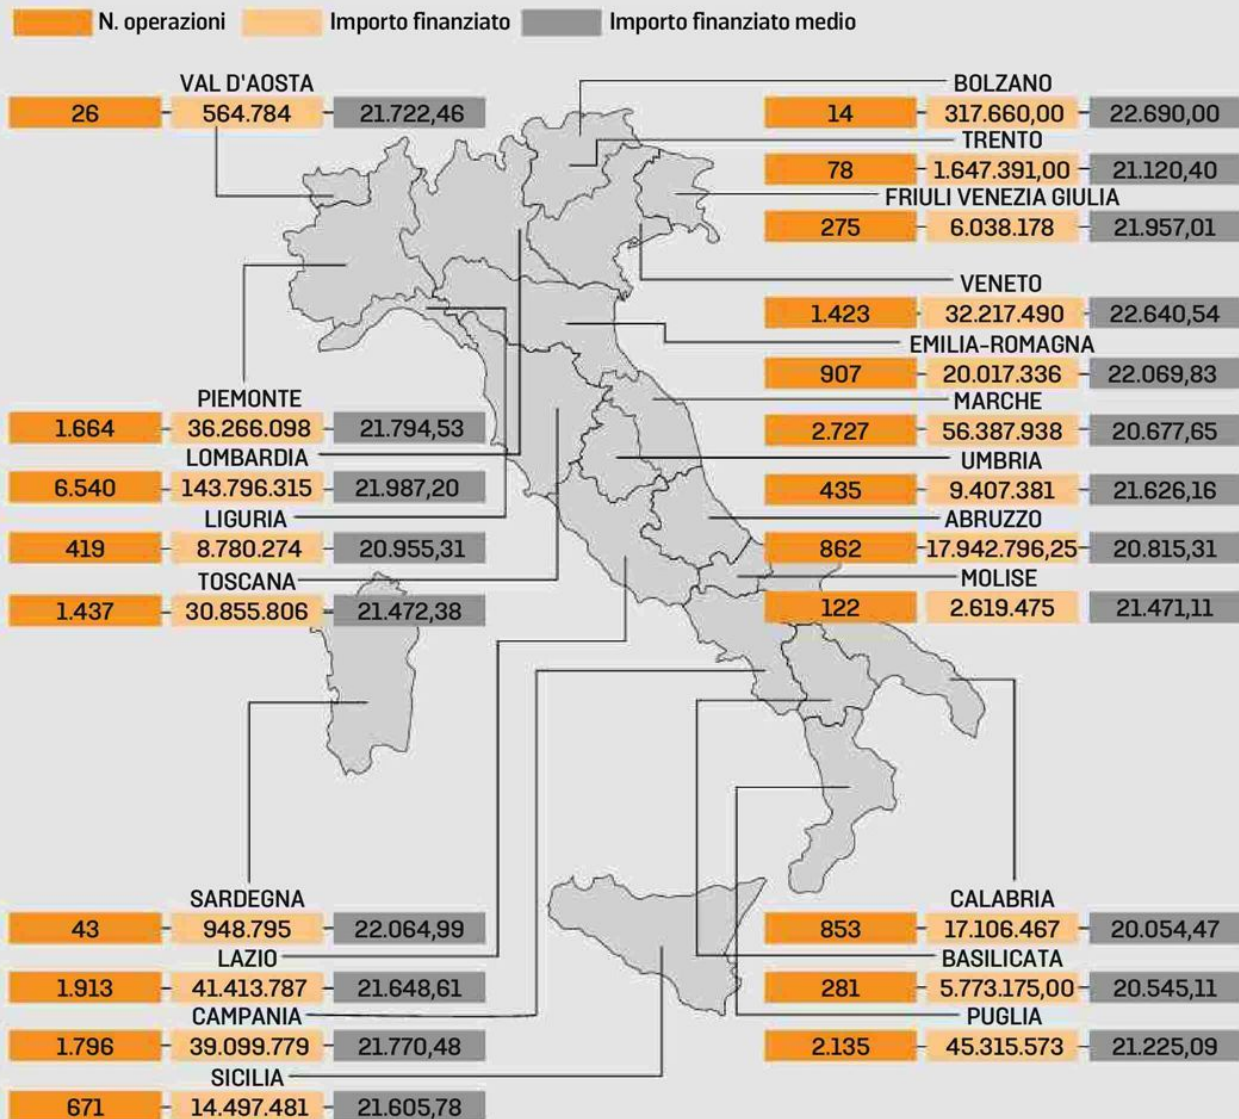 N. operazioni Importo finanziato Importo finanziato medio
VAL D'AOSTA
26 564.784 21.722,46
PIEMONTE
1.664 36.266.098 21.794,53
LOMBARDIA
6.540 143.796.315 21.987,20
LIGURIA
419 8.780.274 20.955,31
TOSCANA
1.437 30.855.806 21.472,38
SARDEGNA
43 948.795 22.064,99
LAZIO
1.913 41.413.787 21.648,61
CAMPANIA
1.796 39.099.779 21.770,48
SICILIA
671 14.497.481 21.605,78
BOLZANO
14 317.660,00 22.690,00
TRENTO
78 1.647.391,00 21.120,40
FRIULI VENEZIA GIULIA
275 6.038.178 21.957,01
VENETO
1.423 32.217.490 22.640,54
EMILIA-ROMAGNA
907 20.017.336 22.069,83
MARCHE
2.727 56.387.938 20.677,65
UMBRIA
435 9.407.381 21.626,16
ABRUZZO
862 17.942.796,25 20.815,31
MOLISE
122 2.619.475 21.471,11
CALABRIA
853 17.106.467 20.054,47
BASILICATA
281 5.773.175,00 20.545,11
PUGLIA
2.135 45.315.573 21.225,09